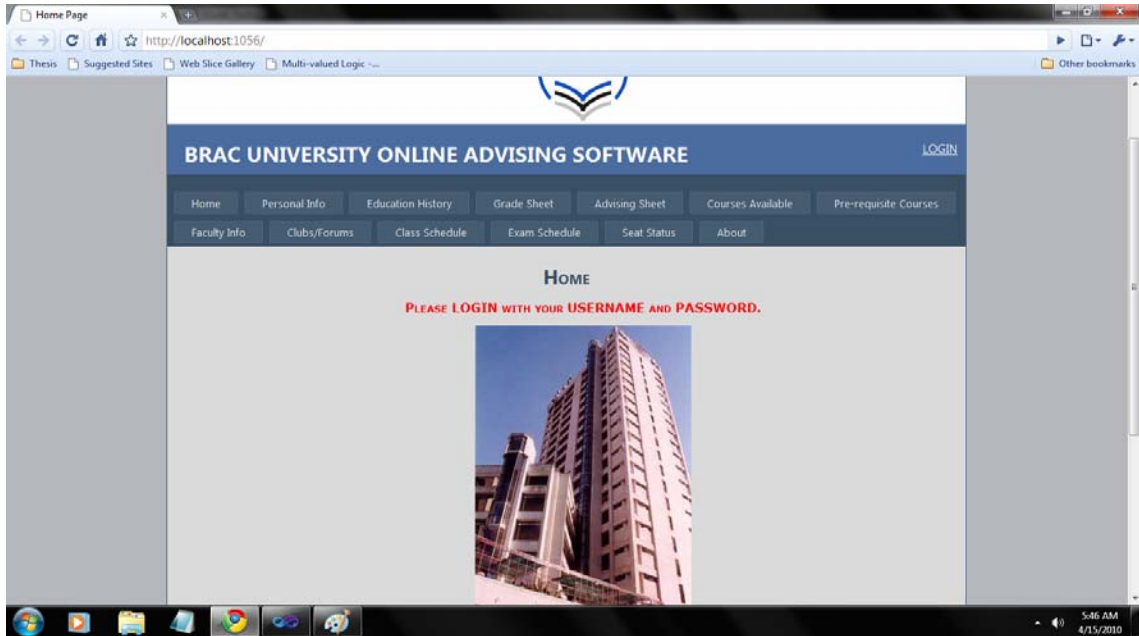 Home Page
http://localhost:1056/
Thesis Suggested Sites Web Slice Gallery Multi-valued Logic -...
Other bookmarks
BRAC UNIVERSITY ONLINE ADVISING SOFTWARE
LOGIN
Home Personal Info Education History Grade Sheet Advising Sheet Courses Available Pre-requisite Courses
Faculty Info Clubs/Forums Class Schedule Exam Schedule Seat Status About
HOME
PLEASE LOGIN WITH YOUR USERNAME AND PASSWORD.
5:46 AM
4/15/2010